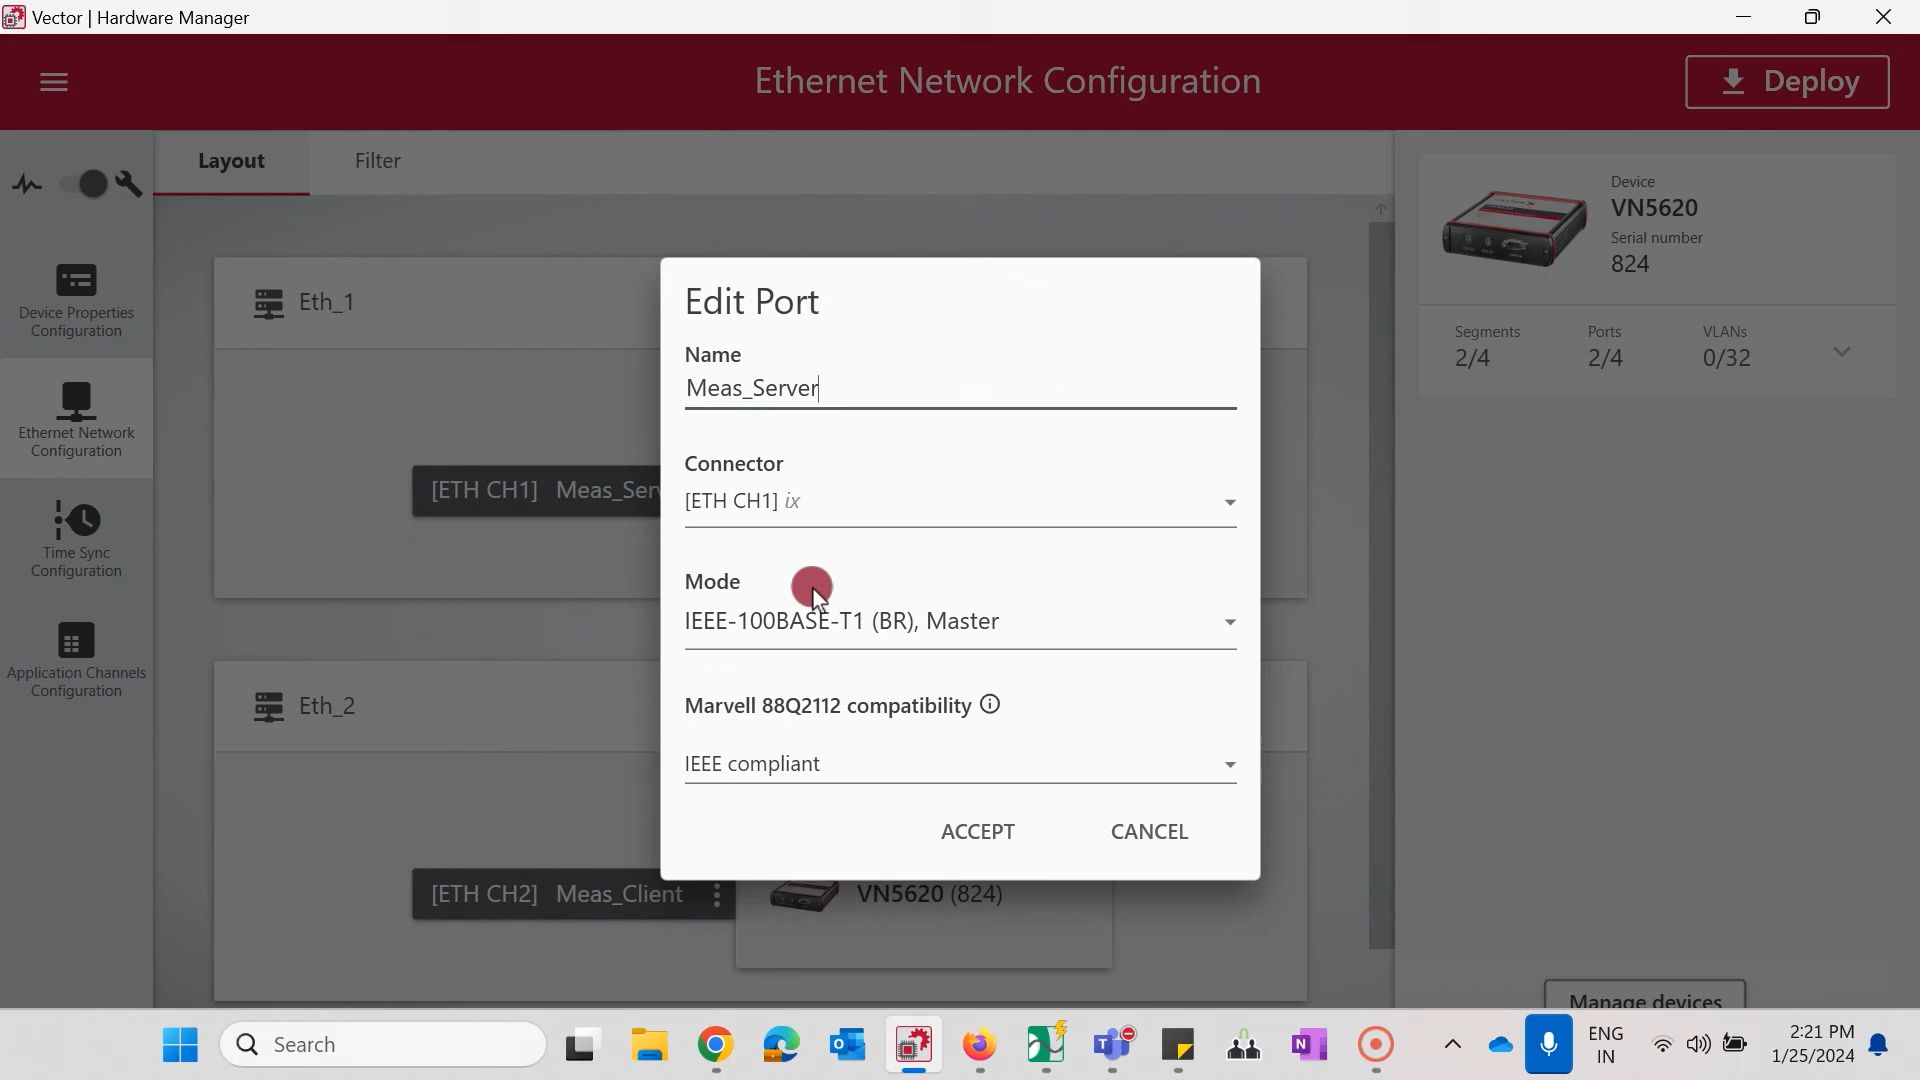 Vector | Hardware Manager
Ethernet Network Configuration
Deploy
Layout
Filter
Device Properties
Configuration
Ethernet Network
Configuration
Time Sync
Configuration
Application Channels
Configuration
Eth_1
[ETH CH1] Meas_Ser
Eth_2
[ETH CH2] Meas_Client
VN5620 (824)
Edit Port
Name
Meas_Server
Connector
[ETH CH1] ix
Mode
IEEE-100BASE-T1 (BR), Master
Marvell 88Q2112 compatibility
IEEE compliant
ACCEPT
CANCEL
Device
VN5620
Serial number
824
Segments
2/4
Ports
2/4
VLANs
0/32
Manage devices
Search
ENG
IN
2:21 PM
1/25/2024